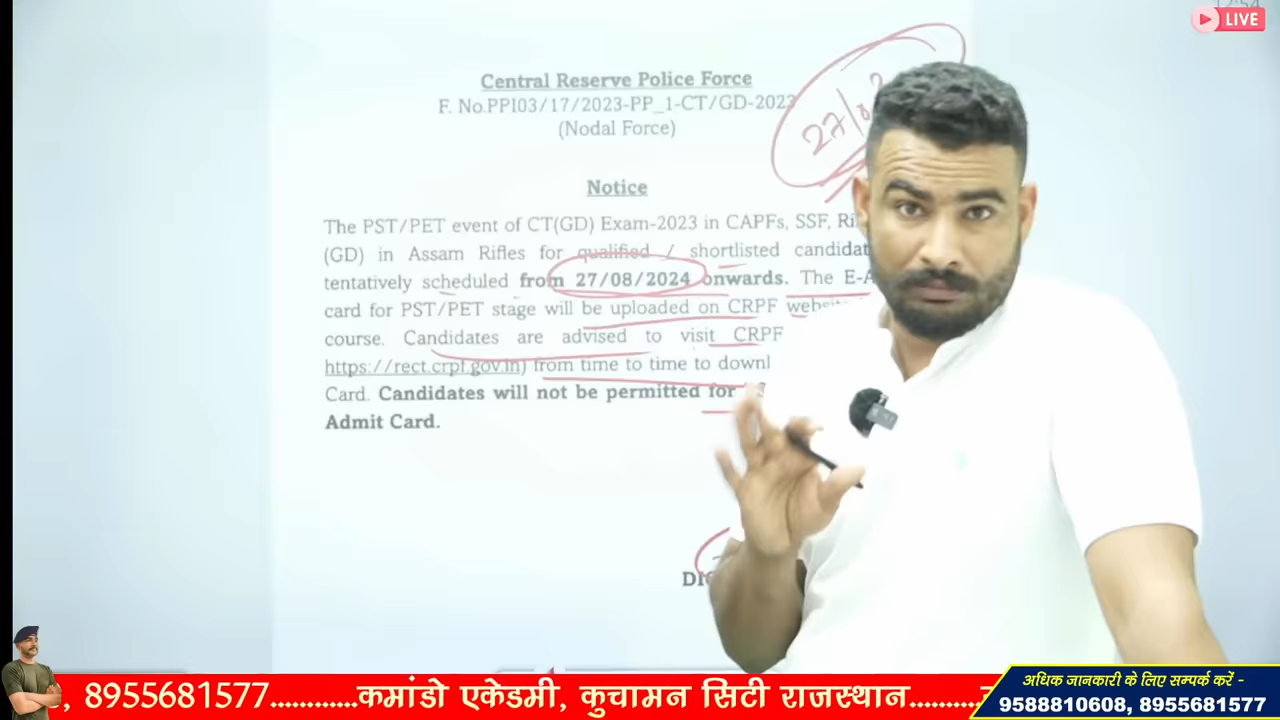 12:54
LIVE
Central Reserve Police Force
F. No.PPI03/17/2023-PP_1-CT/GD-2023
(Nodal Force)
27/0
Notice
The PST/PET event of CT(GD) Exam-2023 in CAPFs, SSF,
(GD) in Assam Rifles for qualified / shortlisted
tentatively scheduled from 27/08/2024 onwards. The
card for PST/PET stage will be uploaded on CRPF
course. Candidates are advised to visit CRPF
https://rect.crpf.gov.in) from time to time to
Card. Candidates will not be permitted for
Admit Card.
8955681577............कमांडो एकेडमी, कुचामन सिटी राजस्थान..........
अधिक जानकारी के लिए सम्पर्क करें -
9588810608, 8955681577